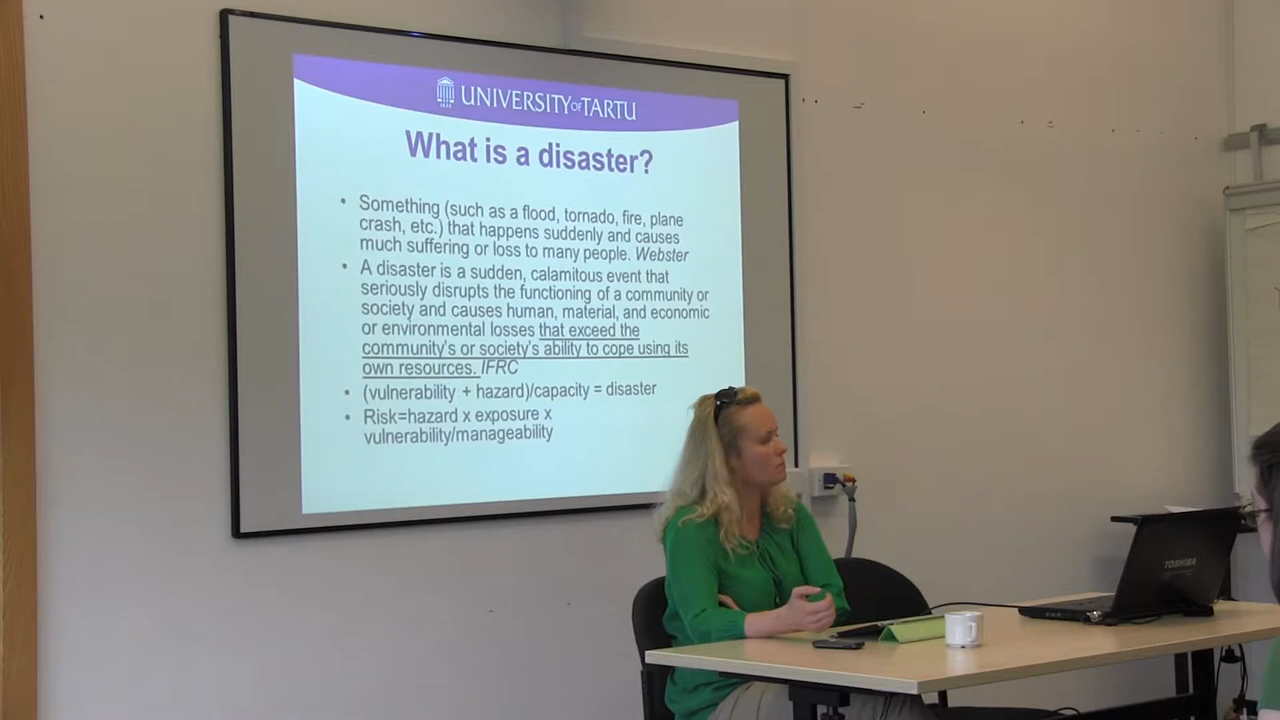 UNIVERSITY OF TARTU
What is a disaster?
• Something (such as a flood, tornado, fire, plane
crash, etc.) that happens suddenly and causes
much suffering or loss to many people. Webster
• A disaster is a sudden, calamitous event that
seriously disrupts the functioning of a community or
society and causes human, material, and economic
or environmental losses that exceed the
community's or society's ability to cope using its
own resources. IFRC
• (vulnerability + hazard)/capacity = disaster
• Risk=hazard x exposure x
vulnerability/manageability
TOSHIBA